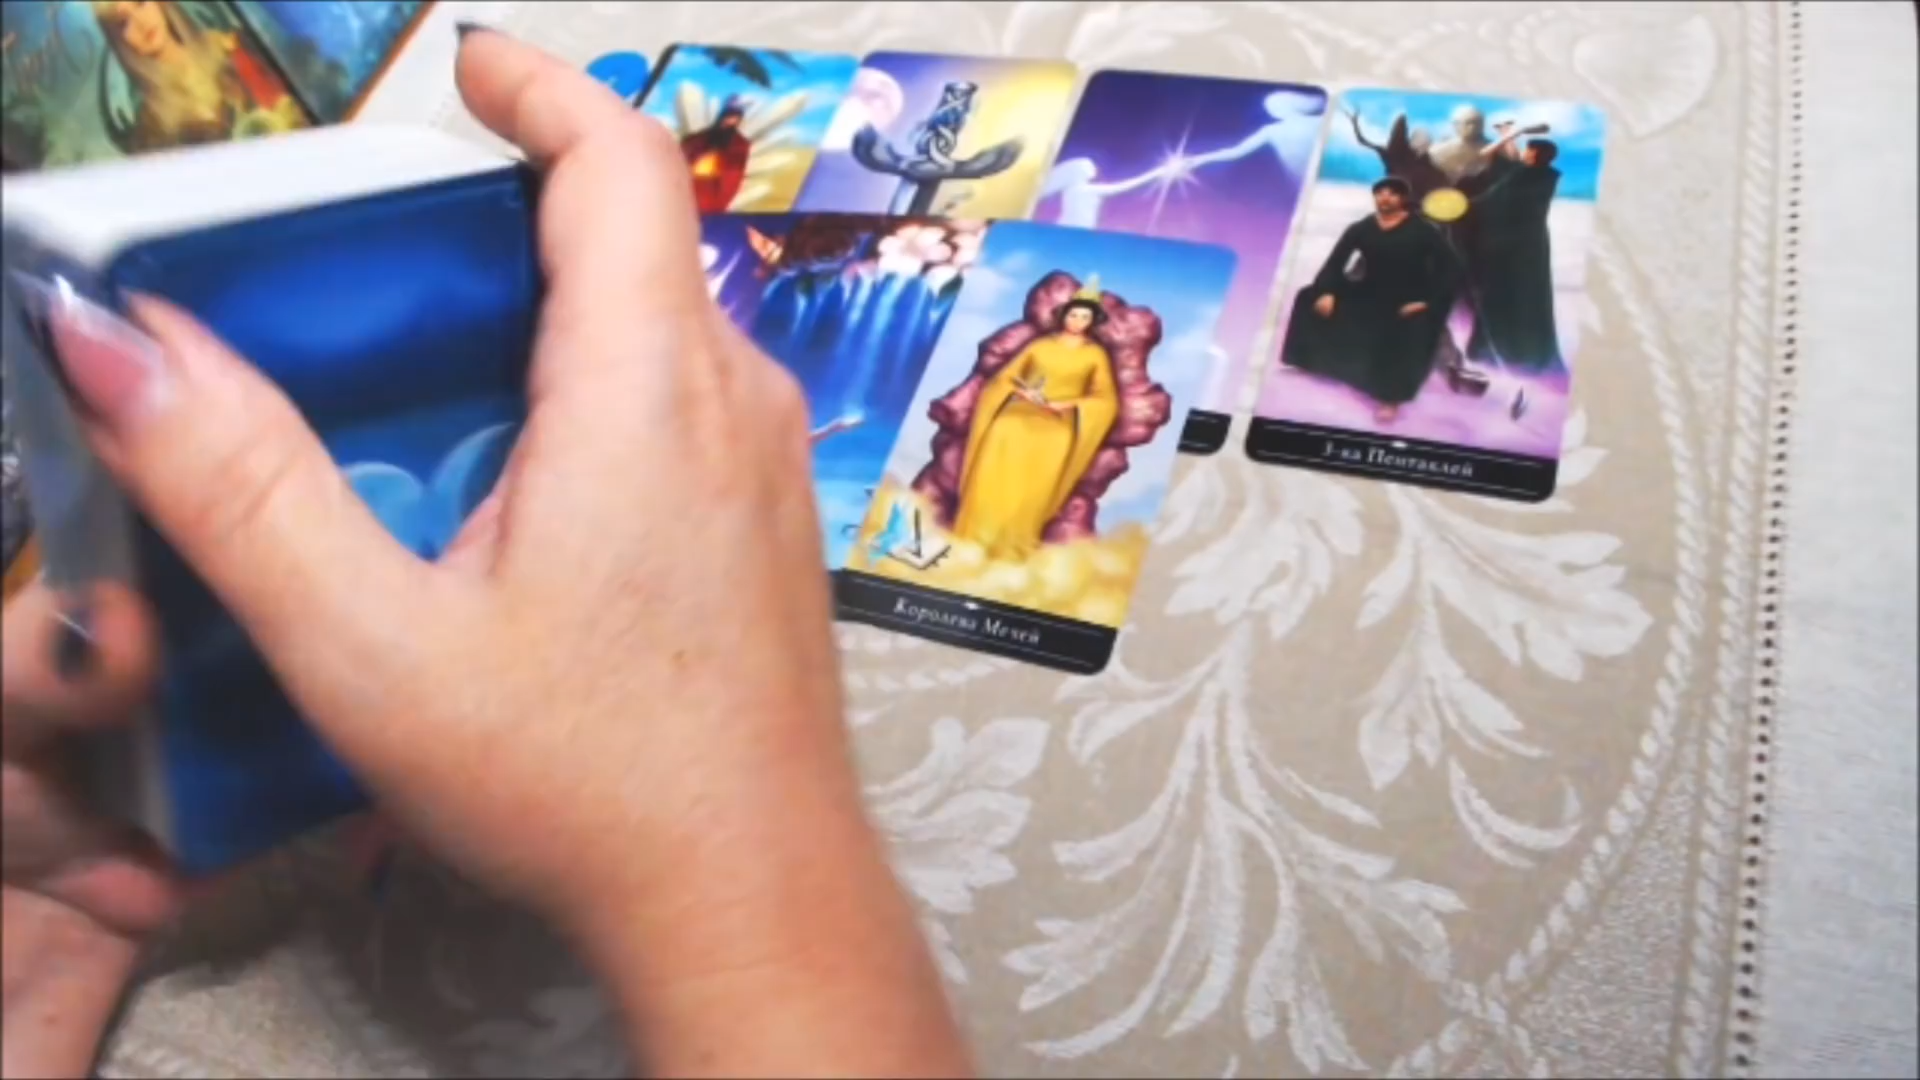 3-ка Пентаклей
Королева Мечей